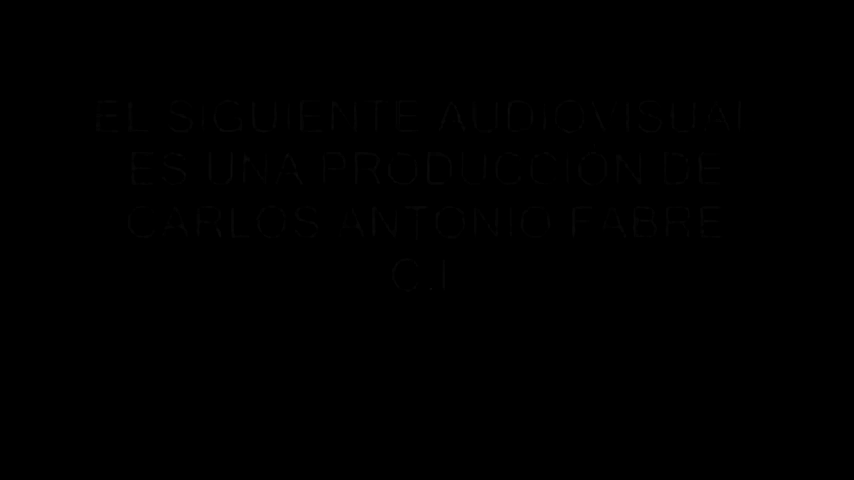 EL SIGUIENTE AUDIOVISUAL
ES UNA PRODUCCION DE
CARLOS ANTONIO FABRE